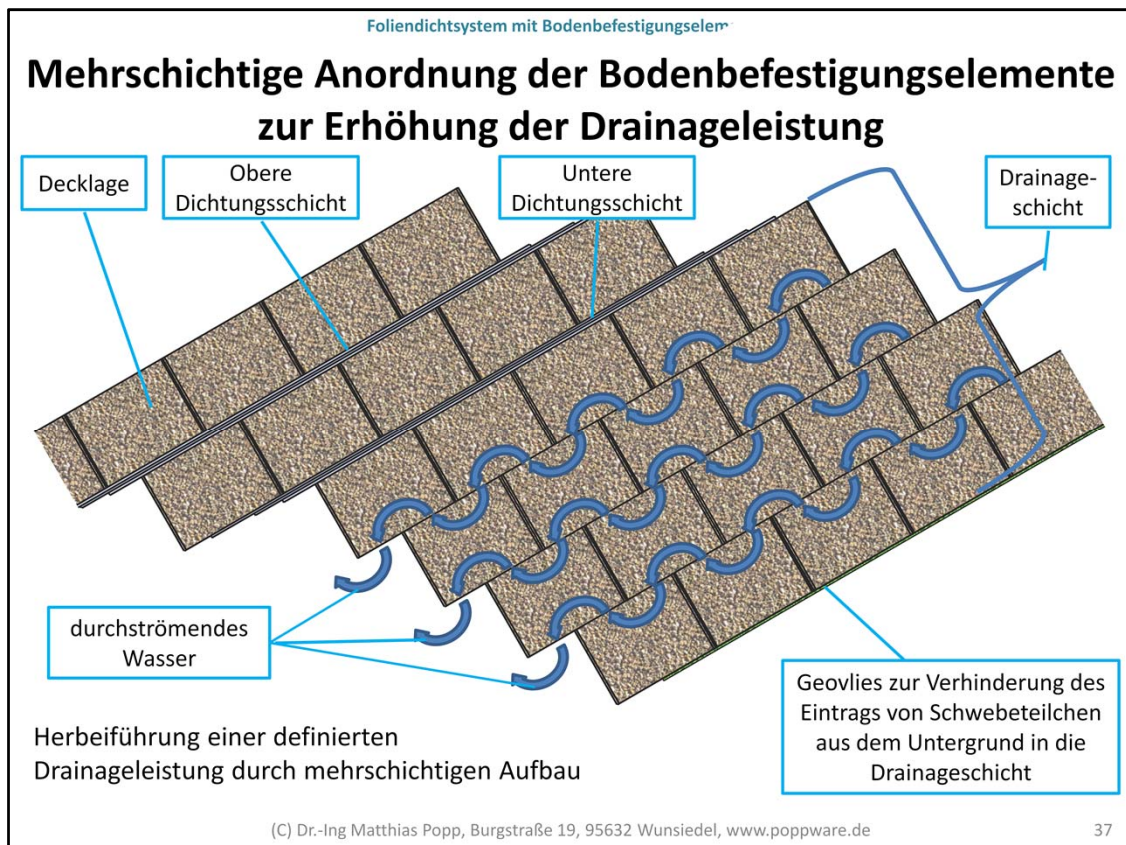 Foliendichtsystem mit Bodenbefestigungselem
Mehrschichtige Anordnung der Bodenbefestigungselemente
zur Erhöhung der Drainageleistung
Decklage
Obere
Dichtungsschicht
Untere
Dichtungsschicht
Drainage-
schicht
durchströmendes
Wasser
Geovlies zur Verhinderung des
Eintrags von Schwebeteilchen
aus dem Untergrund in die
Drainageschicht
Herbeiführung einer definierten
Drainageleistung durch mehrschichtigen Aufbau
(C) Dr.-Ing Matthias Popp, Burgstraße 19, 95632 Wunsiedel, www.poppware.de
37